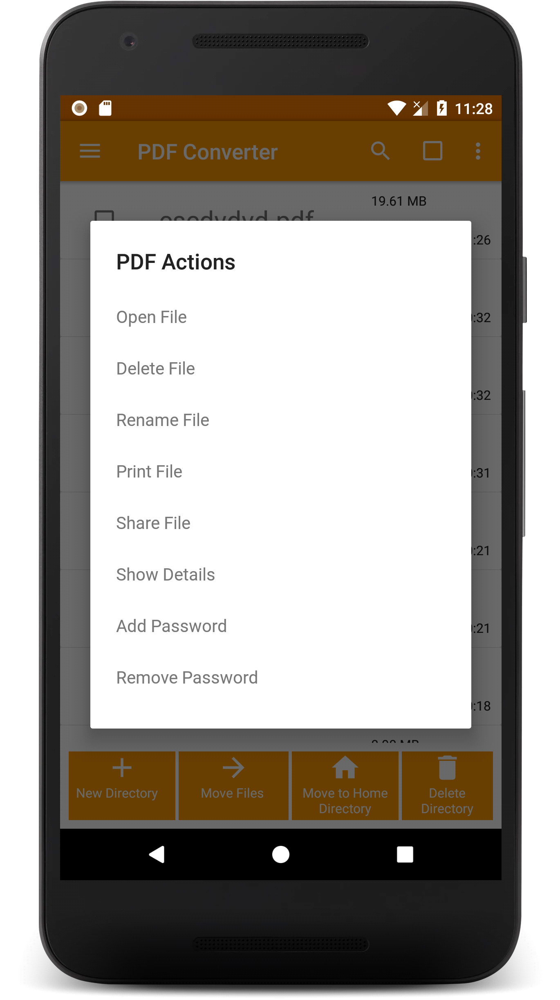 11:28
PDF Converter
19.61 MB
:26
PDF Actions
Open File
:32
Delete File
:32
Rename File
Print File
:31
Share File
:21
Show Details
Add Password
:21
Remove Password
:18
New Directory
Move Files
Move to Home
Directory
Delete
Directory